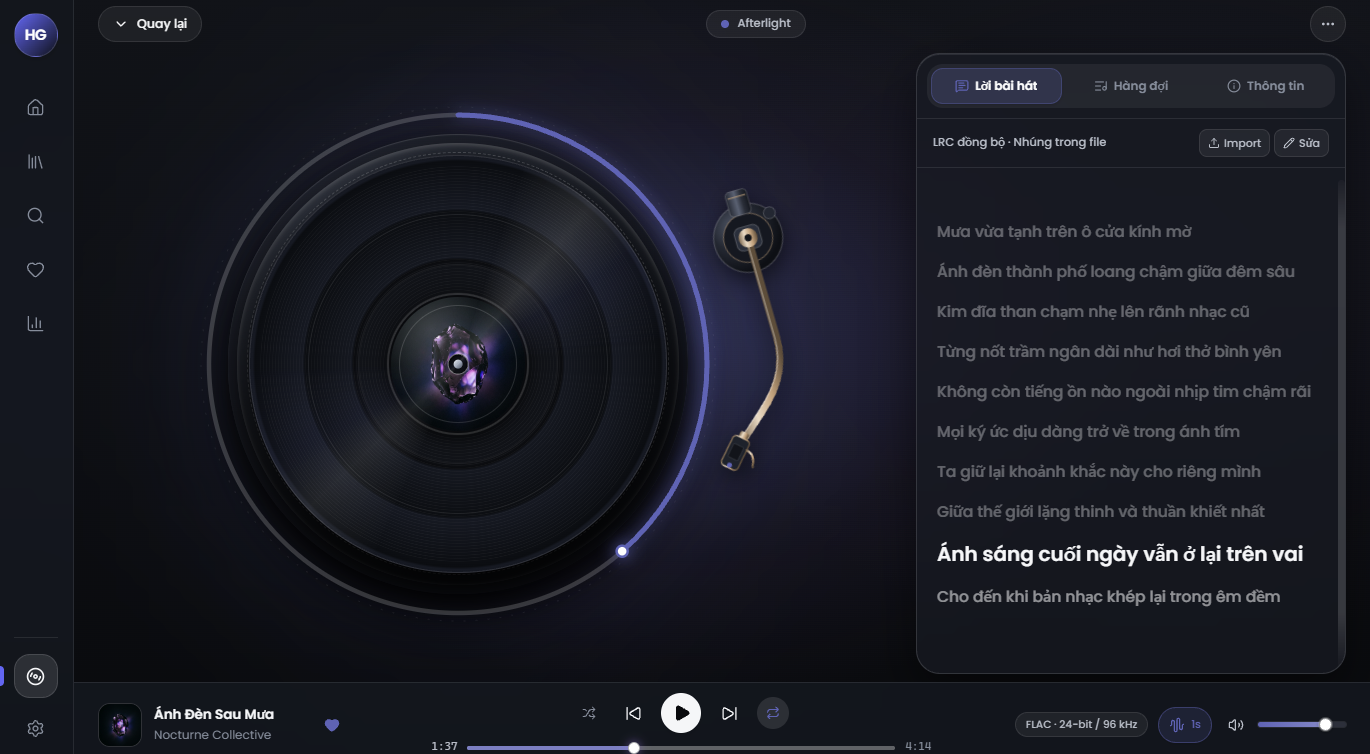 HG
Quay lại
Afterlight
Lời bài hát
Hàng đợi
Thông tin
LRC đồng bộ · Nhúng trong file
Import
Sửa
Mưa vừa tạnh trên ô cửa kính mờ
Ánh đèn thành phố loang chậm giữa đêm sâu
Kim đĩa than chạm nhẹ lên rãnh nhạc cũ
Từng nốt trầm ngân dài như hơi thở bình yên
Không còn tiếng ồn nào ngoài nhịp tim chậm rãi
Mọi ký ức dịu dàng trở về trong ánh tím
Ta giữ lại khoảnh khắc này cho riêng mình
Giữa thế giới lặng thinh và thuần khiết nhất
Ánh sáng cuối ngày vẫn ở lại trên vai
Cho đến khi bản nhạc khép lại trong êm đềm
Ánh Đèn Sau Mưa
Nocturne Collective
1:37
4:14
FLAC · 24-bit / 96 kHz
1s